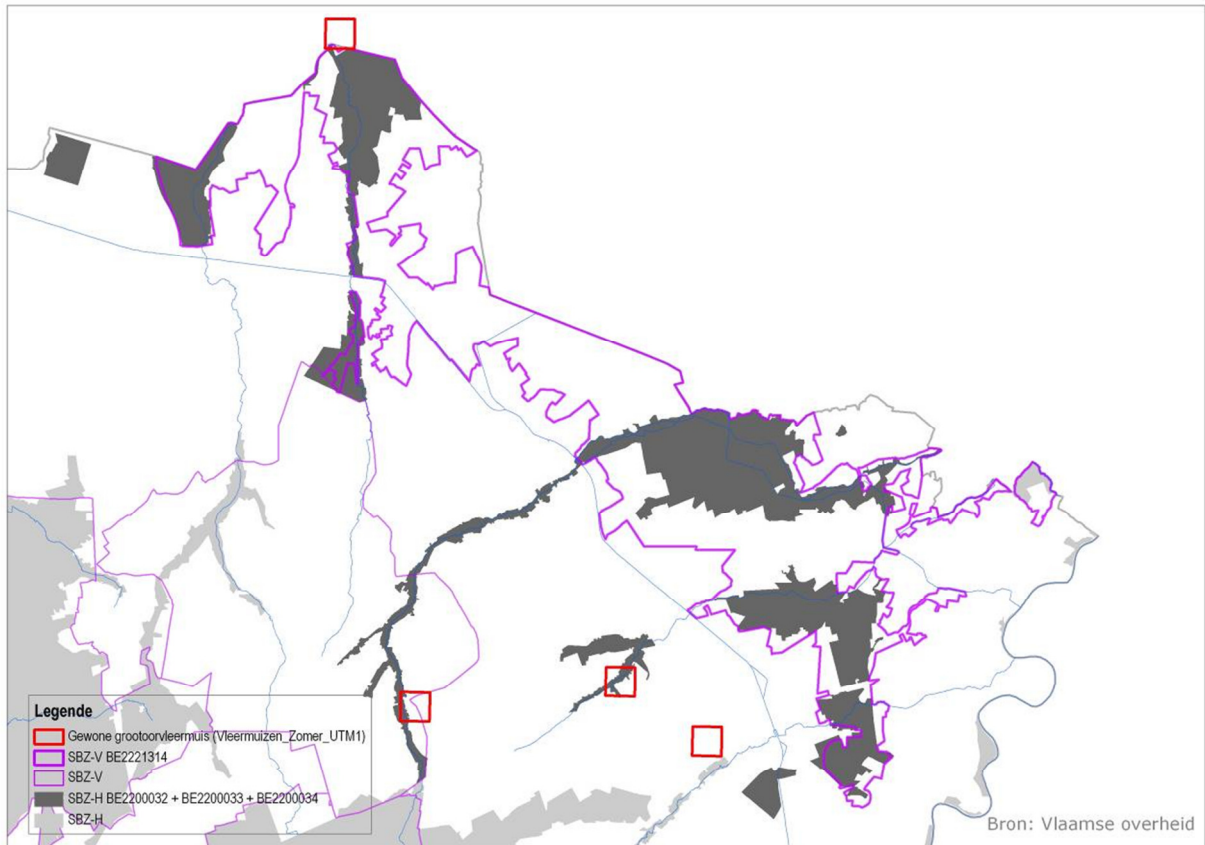 Legende
Gewone grootoorvleermuis (Vleermuizen_Zomer_UTM1)
SBZ-V BE2221314
SBZ-V
SBZ-H BE2200032 + BE2200033 + BE2200034
SBZ-H
Bron: Vlaamse overheid